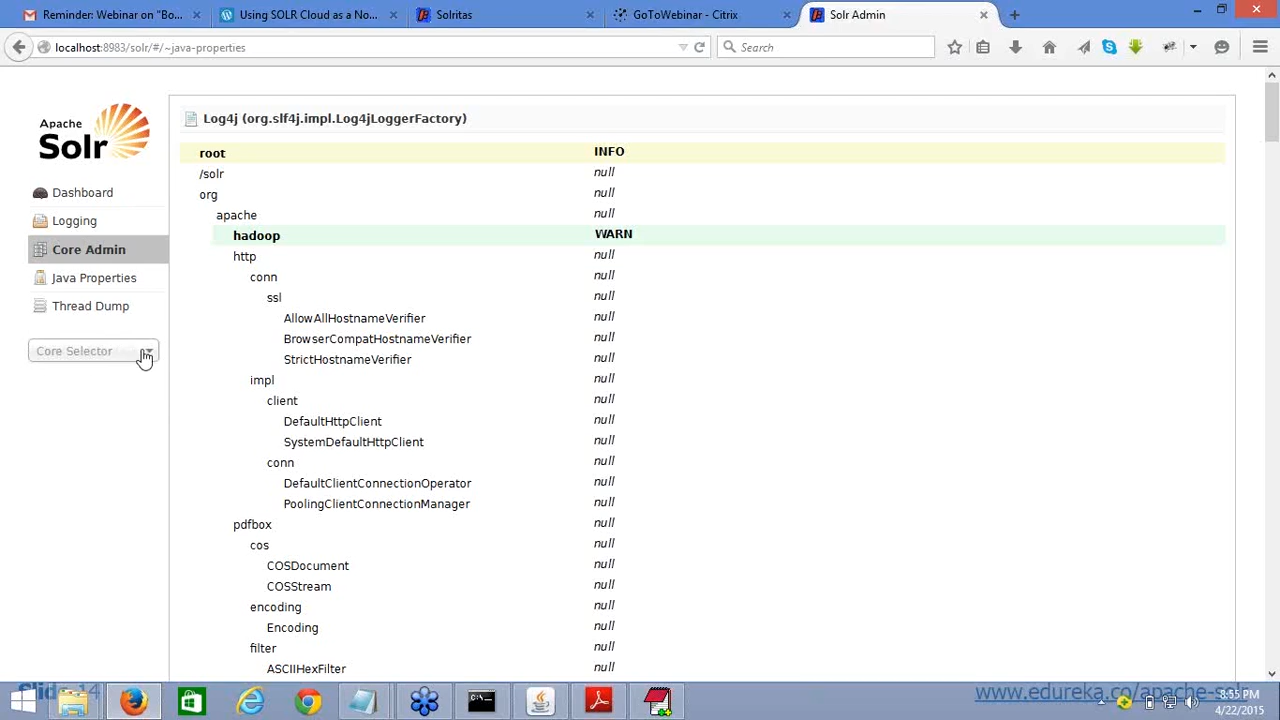 Reminder: Webinar on "Bo...
Using SOLR Cloud as a No...
Solritas
GoToWebinar - Citrix
Solr Admin
localhost:8983/solr/#/~java-properties
Search
Apache
Solr
Dashboard
Logging
Core Admin
Java Properties
Thread Dump
Core Selector
Log4j (org.slf4j.impl.Log4jLoggerFactory)
root INFO
/solr null
org null
apache null
hadoop WARN
http null
conn null
ssl null
AllowAllHostnameVerifier null
BrowserCompatHostnameVerifier null
StrictHostnameVerifier null
impl null
client null
DefaultHttpClient null
SystemDefaultHttpClient null
conn null
DefaultClientConnectionOperator null
PoolingClientConnectionManager null
pdfbox null
cos null
COSDocument null
COSStream null
encoding null
Encoding null
filter null
ASCIIHexFilter null
Slide 14
www.edureka.co/apache-solr
8:55 PM
4/22/2015